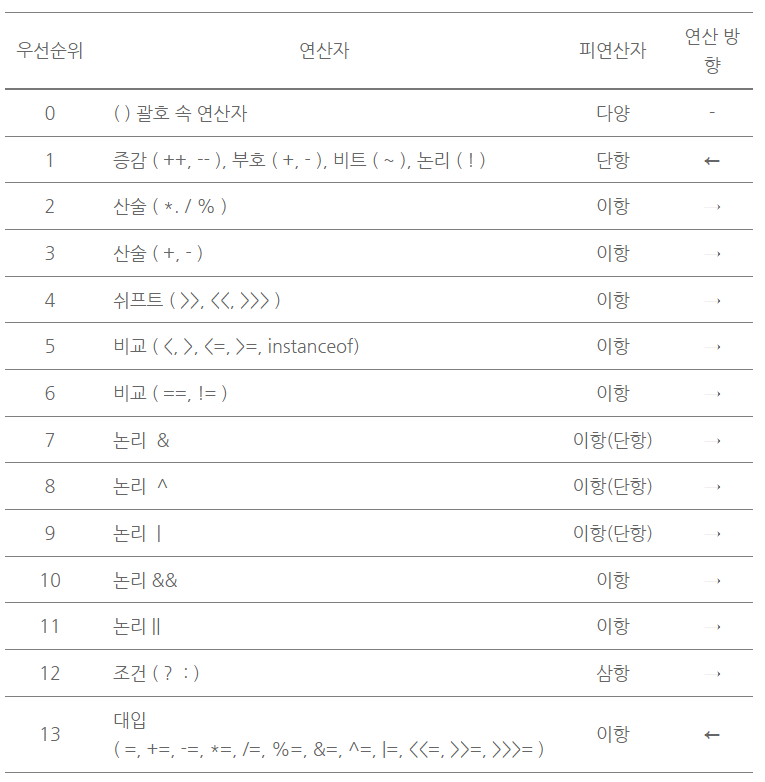 우선순위 연산자 피연산자 연산 방
향
0 ( ) 괄호 속 연산자 다양 -
1 증감 ( ++, -- ), 부호 ( +, - ), 비트 ( ~ ), 논리 ( ! ) 단항 ←
2 산술 ( *. / % ) 이항 →
3 산술 ( +, - ) 이항 →
4 쉬프트 ( >>, <<, >>> ) 이항 →
5 비교 ( <, >, <=, >=, instanceof) 이항 →
6 비교 ( ==, != ) 이항 →
7 논리 & 이항(단항) →
8 논리 ^ 이항(단항) →
9 논리 | 이항(단항) →
10 논리 && 이항 →
11 논리 || 이항 →
12 조건 ( ? : ) 삼항 →
13 대입
( =, +=, -=, *=, /=, %=, &=, ^=, |=, <<=, >>=, >>>= ) 이항 ←